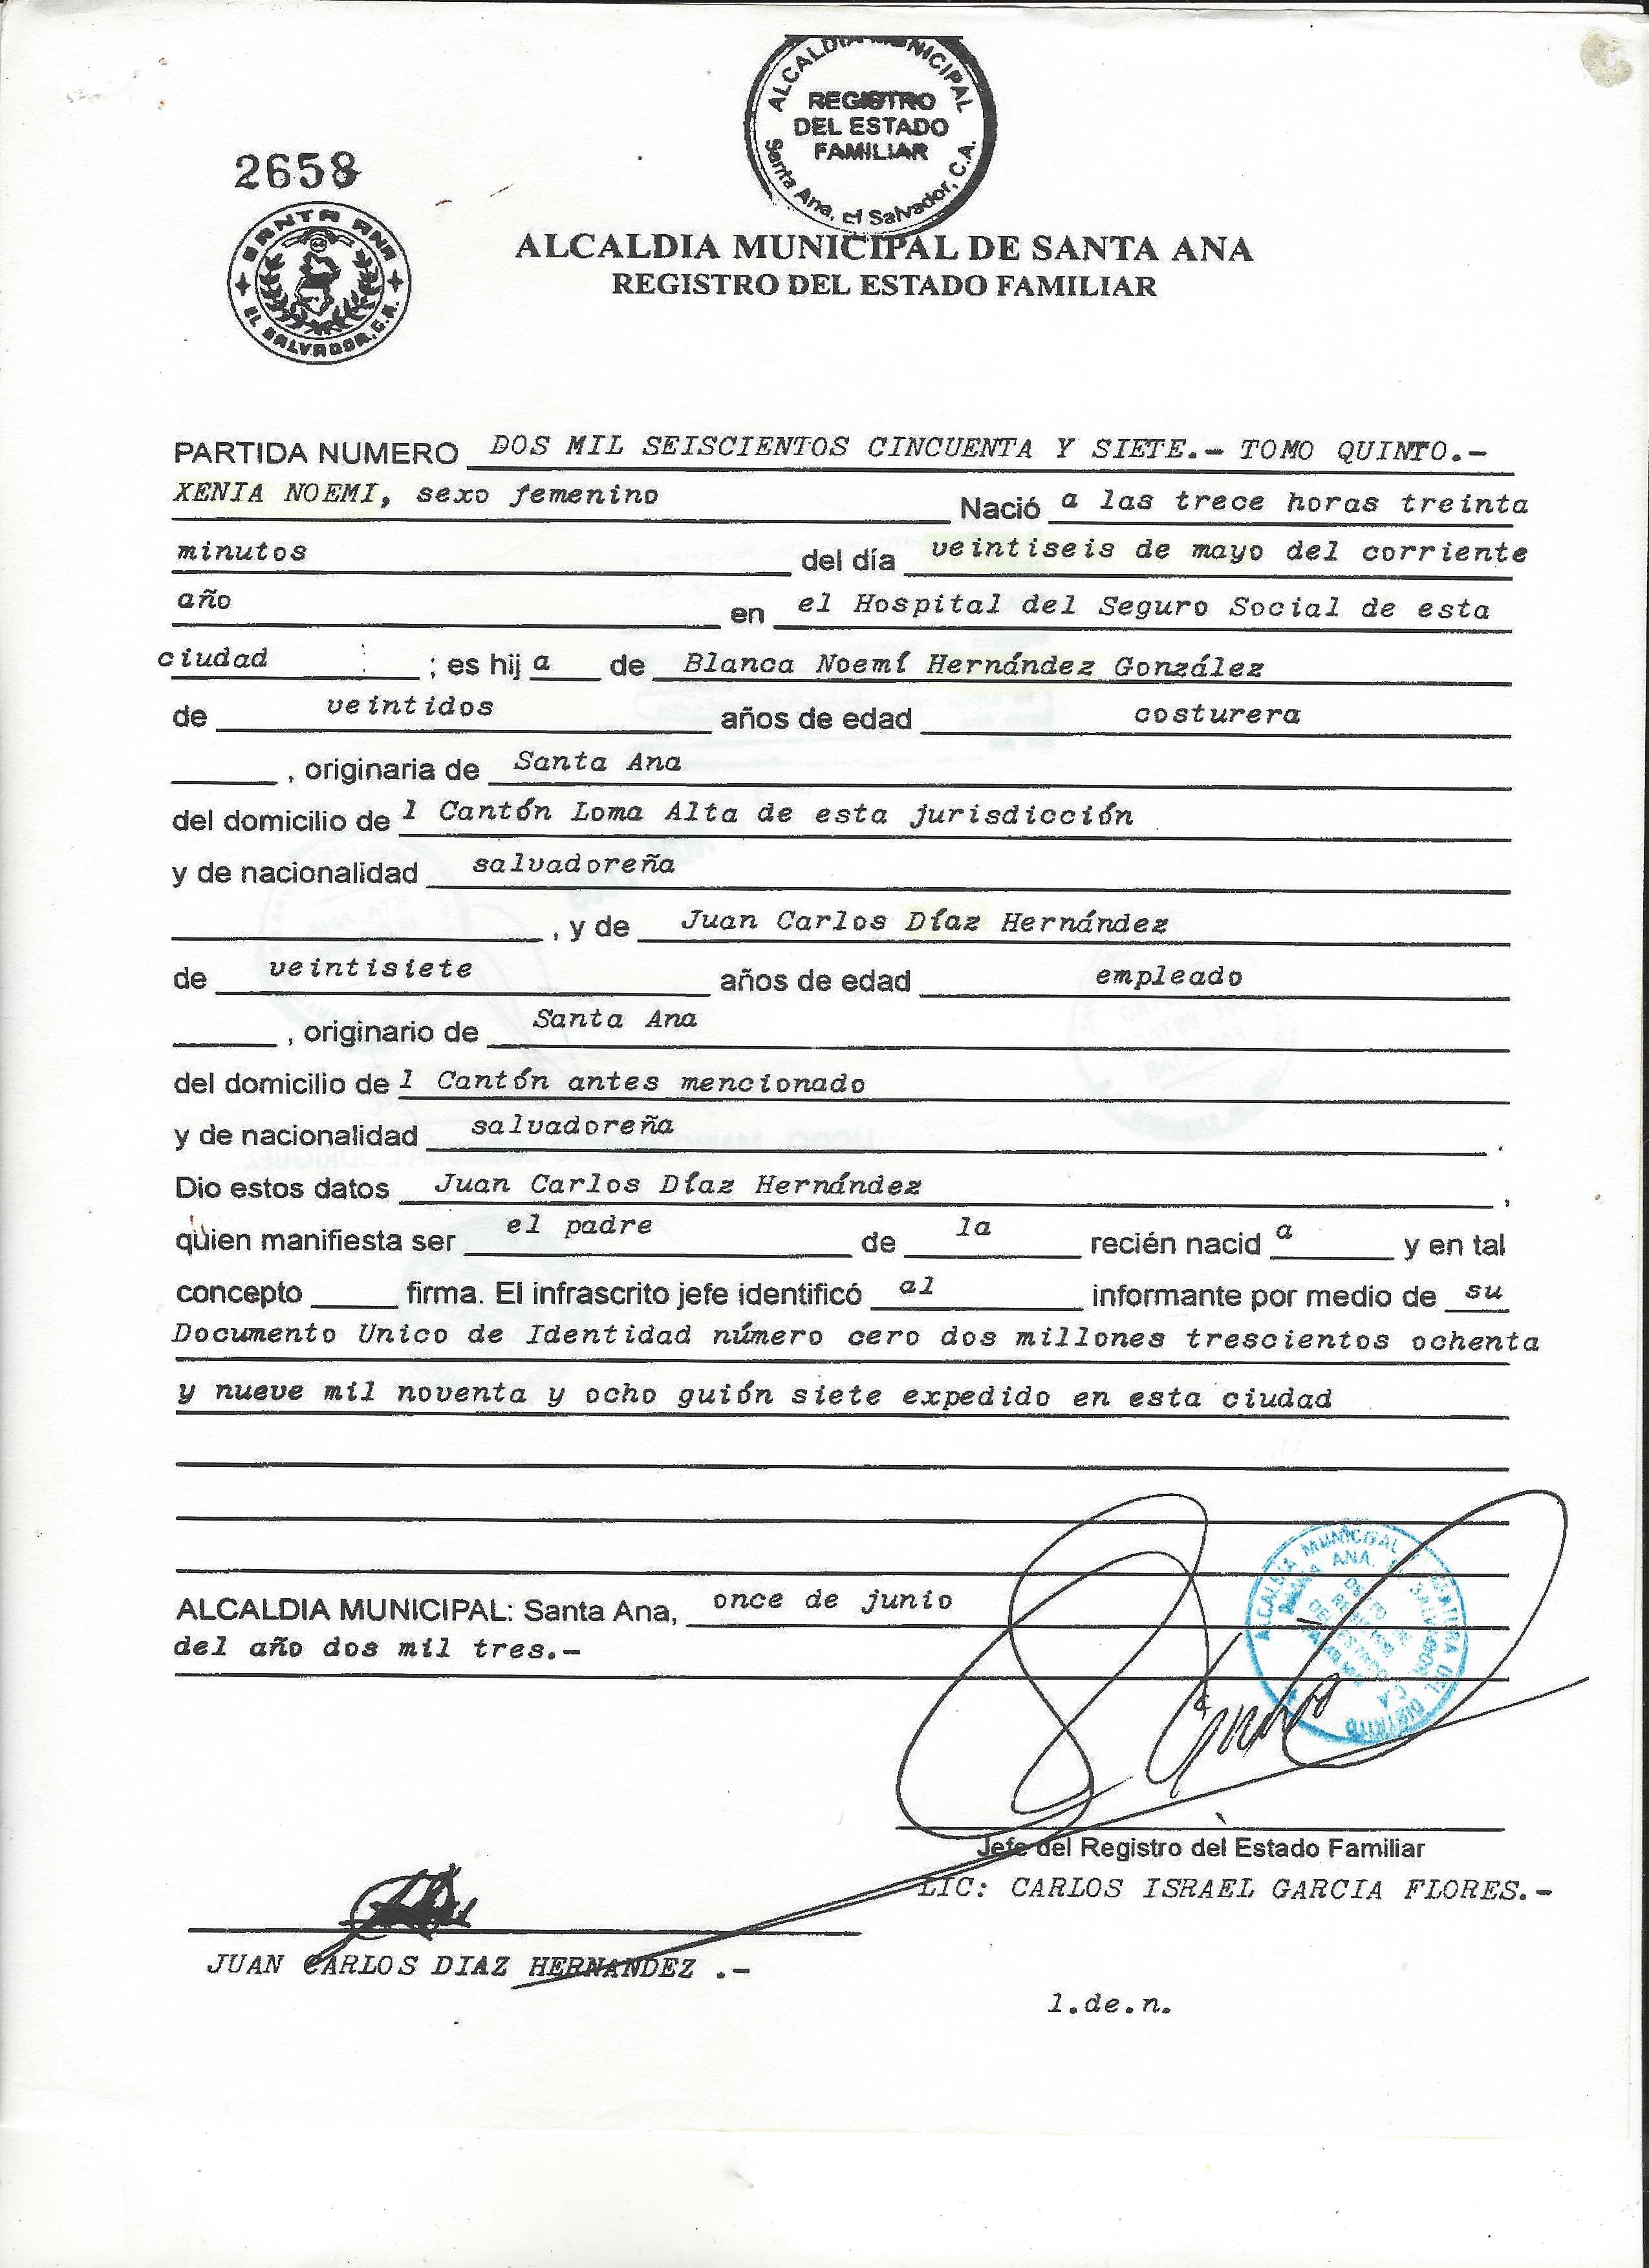 ALCALDIA MUNICIPAL
REGISTRO
DEL ESTADO
FAMILIAR
Santa Ana, El Salvador, C.A.
2658
SANTA ANA
EL SALVADOR, C.A.
ALCALDIA MUNICIPAL DE SANTA ANA
REGISTRO DEL ESTADO FAMILIAR
PARTIDA NUMERO DOS MIL SEISCIENTOS CINCUENTA Y SIETE.- TOMO QUINTO.-
XENIA NOEMI, sexo femenino Nació a las trece horas treinta
minutos del día veintiseis de mayo del corriente
año en el Hospital del Seguro Social de esta
ciudad ; es hij a de Blanca Noemí Hernández González
de veintidos años de edad costurera
, originaria de Santa Ana
del domicilio de l Cantón Loma Alta de esta jurisdicción
y de nacionalidad salvadoreña
, y de Juan Carlos Díaz Hernández
de veintisiete años de edad empleado
, originario de Santa Ana
del domicilio de l Cantón antes mencionado
y de nacionalidad salvadoreña .
Dio estos datos Juan Carlos Díaz Hernández ,
quien manifiesta ser el padre de la recién nacid a y en tal
concepto firma. El infrascrito jefe identificó al informante por medio de su
Documento Unico de Identidad número cero dos millones trescientos ochenta
y nueve mil noventa y ocho guión siete expedido en esta ciudad
ALCALDIA MUNICIPAL: Santa Ana, once de junio
del año dos mil tres.-
Jefe del Registro del Estado Familiar
LIC: CARLOS ISRAEL GARCIA FLORES.-
JUAN CARLOS DIAZ HERNANDEZ .-
l.de.n.